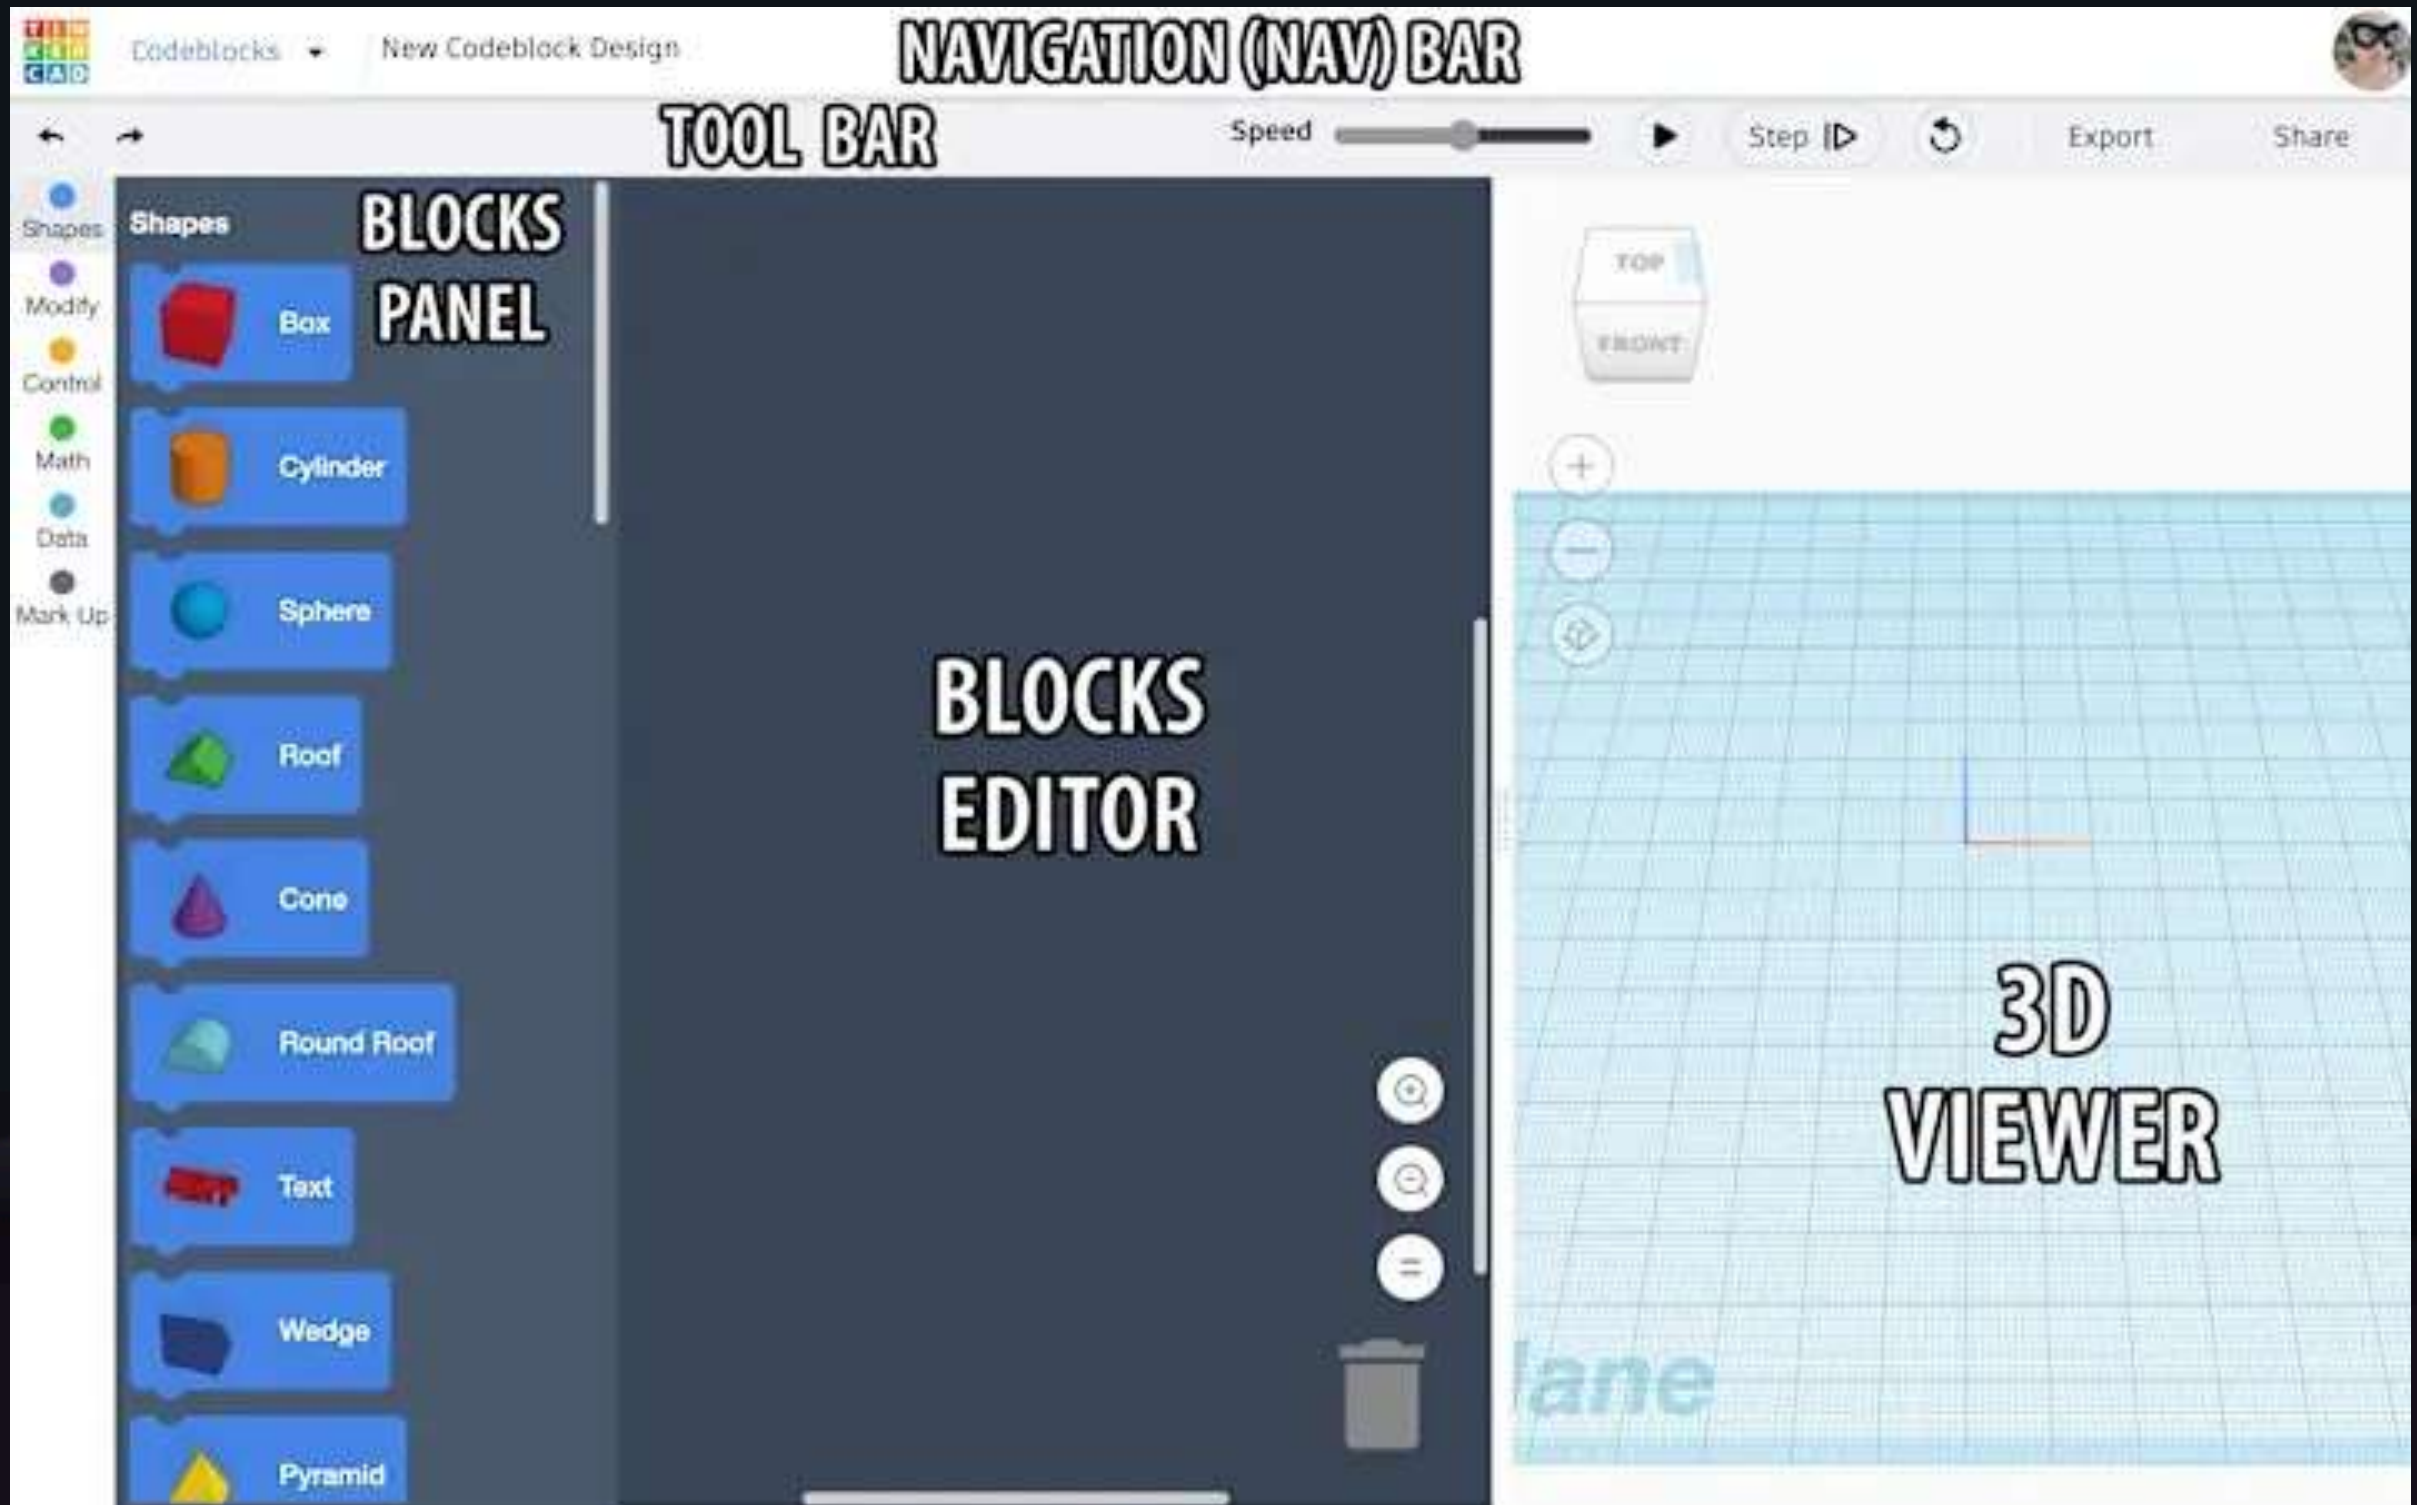 TIN
KER
CAD
Codeblocks
New Codeblock Design
NAVIGATION (NAV) BAR
TOOL BAR
Speed
Step
Export
Share
Shapes
Modify
Control
Math
Data
Mark Up
Shapes
BLOCKS
PANEL
Box
Cylinder
Sphere
Roof
Cone
Round Roof
Text
Wedge
Pyramid
BLOCKS
EDITOR
TOP
FRONT
3D
VIEWER
lane